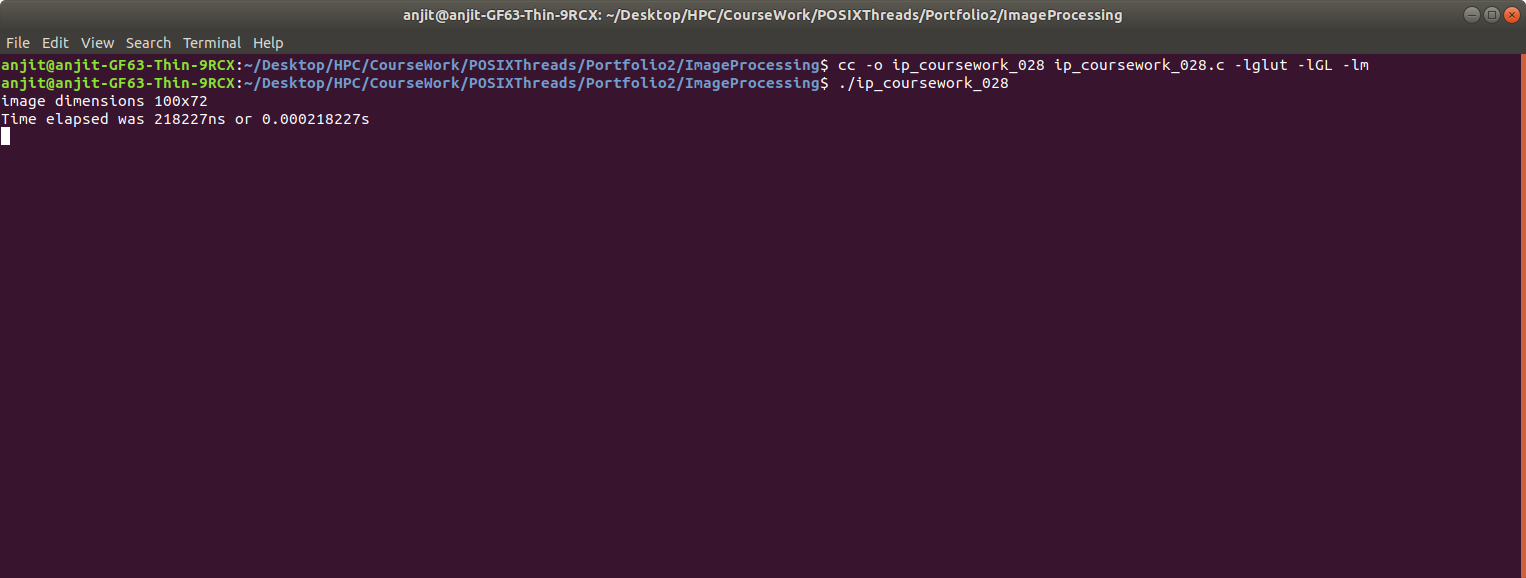 anjit@anjit-GF63-Thin-9RCX: ~/Desktop/HPC/CourseWork/POSIXThreads/Portfolio2/ImageProcessing
File Edit View Search Terminal Help
anjit@anjit-GF63-Thin-9RCX:~/Desktop/HPC/CourseWork/POSIXThreads/Portfolio2/ImageProcessing$ cc -o ip_coursework_028 ip_coursework_028.c -lglut -lGL -lm
anjit@anjit-GF63-Thin-9RCX:~/Desktop/HPC/CourseWork/POSIXThreads/Portfolio2/ImageProcessing$ ./ip_coursework_028
image dimensions 100x72
Time elapsed was 218227ns or 0.000218227s